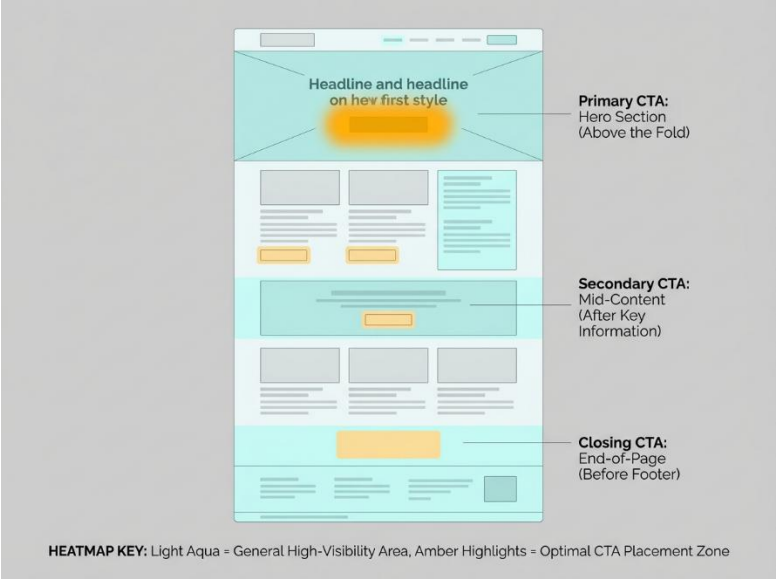 Headline and headline
on hew first style
Primary CTA:
Hero Section
(Above the Fold)
Secondary CTA:
Mid-Content
(After Key
Information)
Closing CTA:
End-of-Page
(Before Footer)
HEATMAP KEY: Light Aqua = General High-Visibility Area, Amber Highlights = Optimal CTA Placement Zone